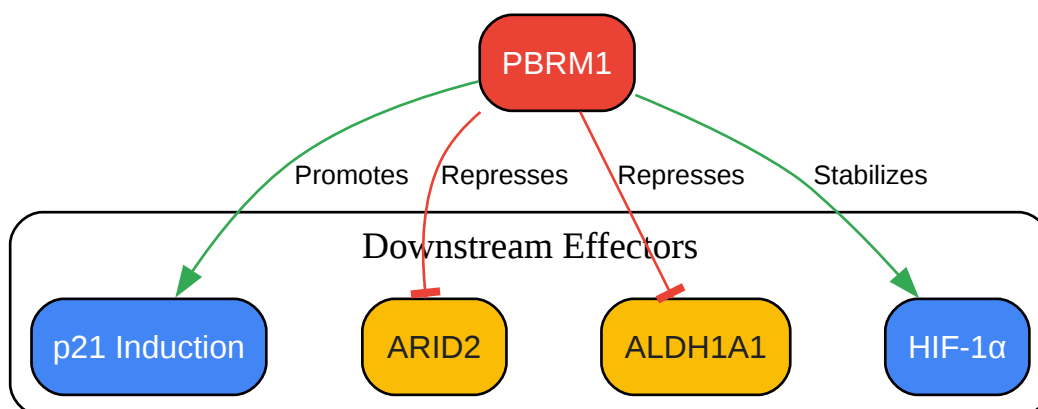 PBRM1
Promotes
Represses
Represses
Stabilizes
Downstream Effectors
p21 Induction
ARID2
ALDH1A1
HIF-1α